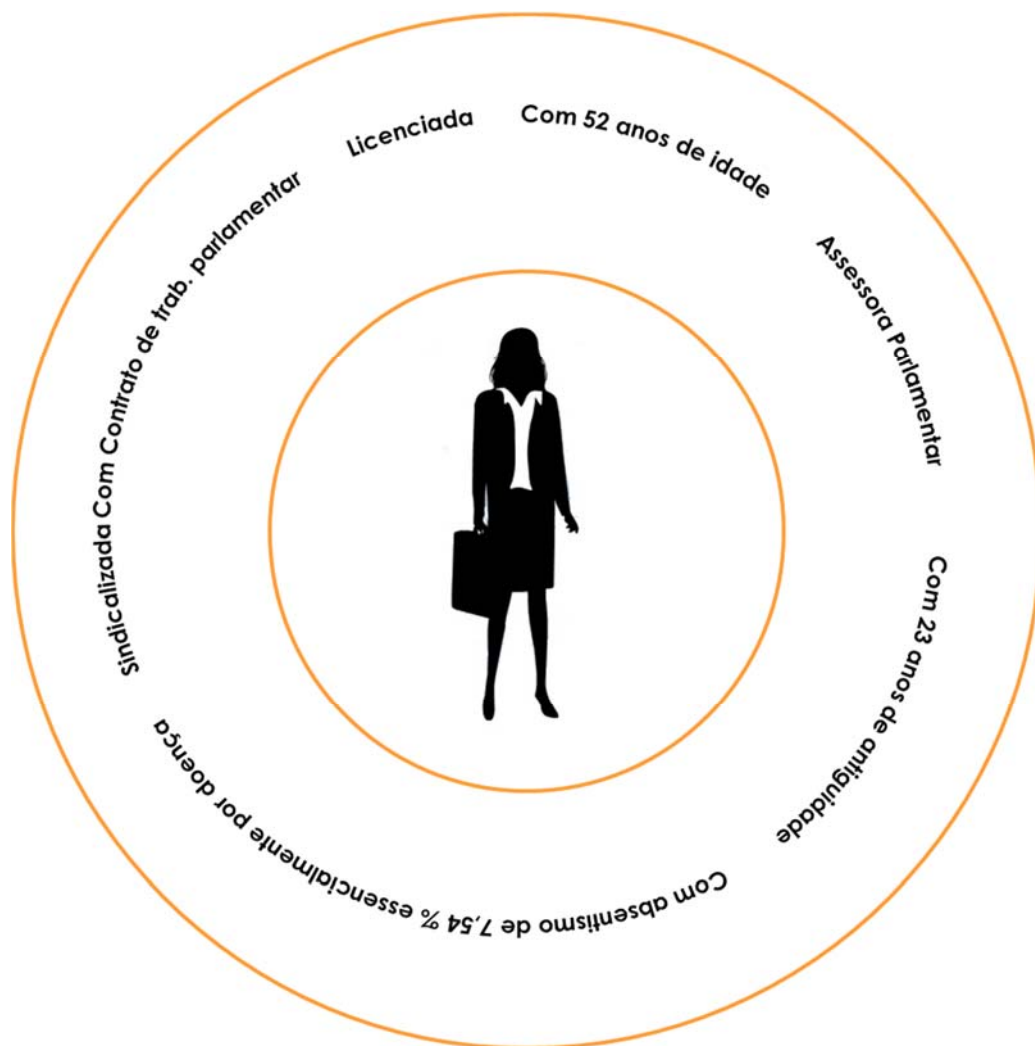 Licenciada
Com 52 anos de idade
Assessora Parlamentar
Com 23 anos de antiguidade
Com absentismo de 7,54 % essencialmente por doença
Sindicalizada Com Contrato de trab. parlamentar